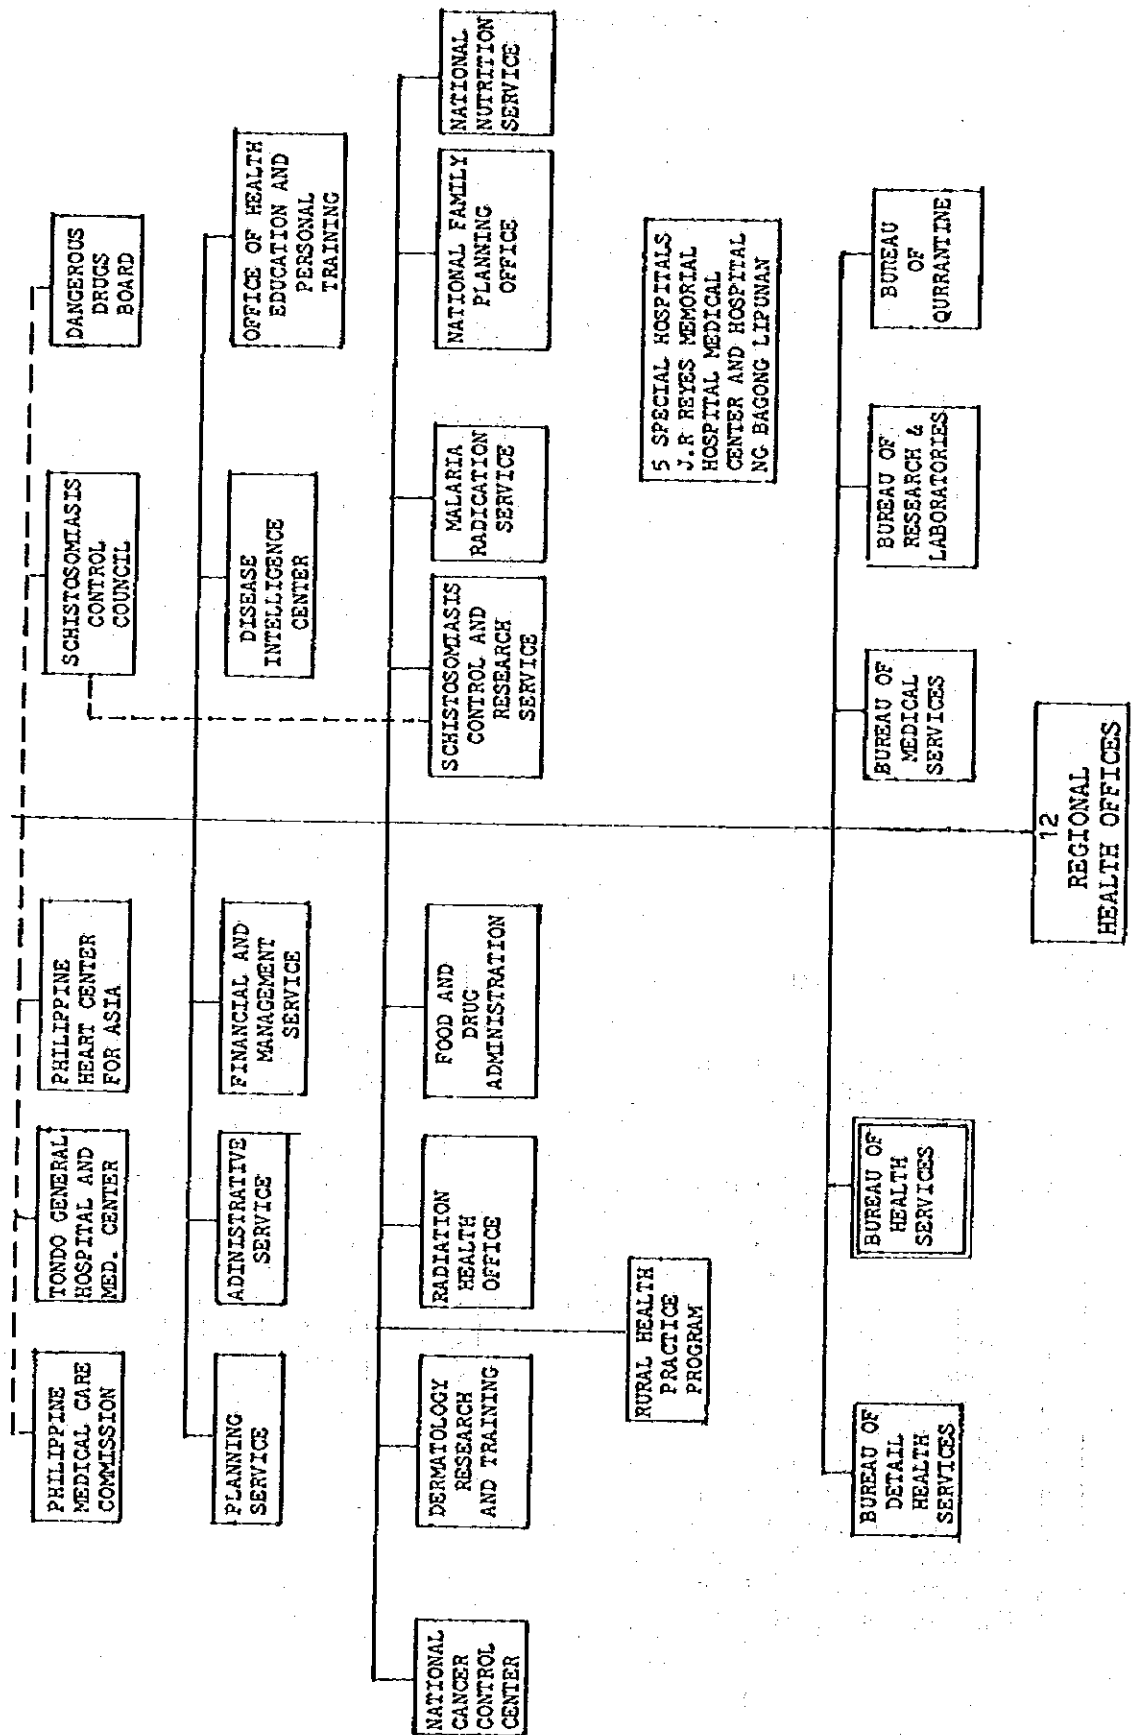 PHILIPPINE
MEDICAL CARE
COMMISSION
TONDO GENERAL
HOSPITAL AND
MED. CENTER
PHILIPPINE
HEART CENTER
FOR ASIA
SCHISTOSOMIASIS
CONTROL
COUNCIL
DANGEROUS
DRUGS
BOARD
PLANNING
SERVICE
ADINISTRATIVE
SERVICE
FINANCIAL AND
MANAGEMENT
SERVICE
DISEASE
INTELLIGENCE
CENTER
OFFICE OF HEALTH
EDUCATION AND
PERSONAL
TRAINING
NATIONAL
CANCER
CONTROL
CENTER
DERMATOLOGY
RESEARCH
AND TRAINING
RADIATION
HEALTH
OFFICE
FOOD AND
DRUG
ADMINISTRATION
SCHISTOSOMIASIS
CONTROL AND
RESEARCH
SERVICE
MALARIA
RADICATION
SERVICE
NATIONAL FAMILY
PLANNING
OFFICE
NATIONAL
NUTRITION
SERVICE
RURAL HEALTH
PRACTICE
PROGRAM
5 SPECIAL HOSPITALS
J.R REYES MEMORIAL
HOSPITAL MEDICAL
CENTER AND HOSPITAL
NG BAGONG LIPUNAN
BUREAU OF
DETAIL
HEALTH
SERVICES
BUREAU OF
HEALTH
SERVICES
BUREAU OF
MEDICAL
SERVICES
BUREAU OF
RESEARCH &
LABORATORIES
BUREAU
OF
QURRANTINE
12
REGIONAL
HEALTH OFFICES